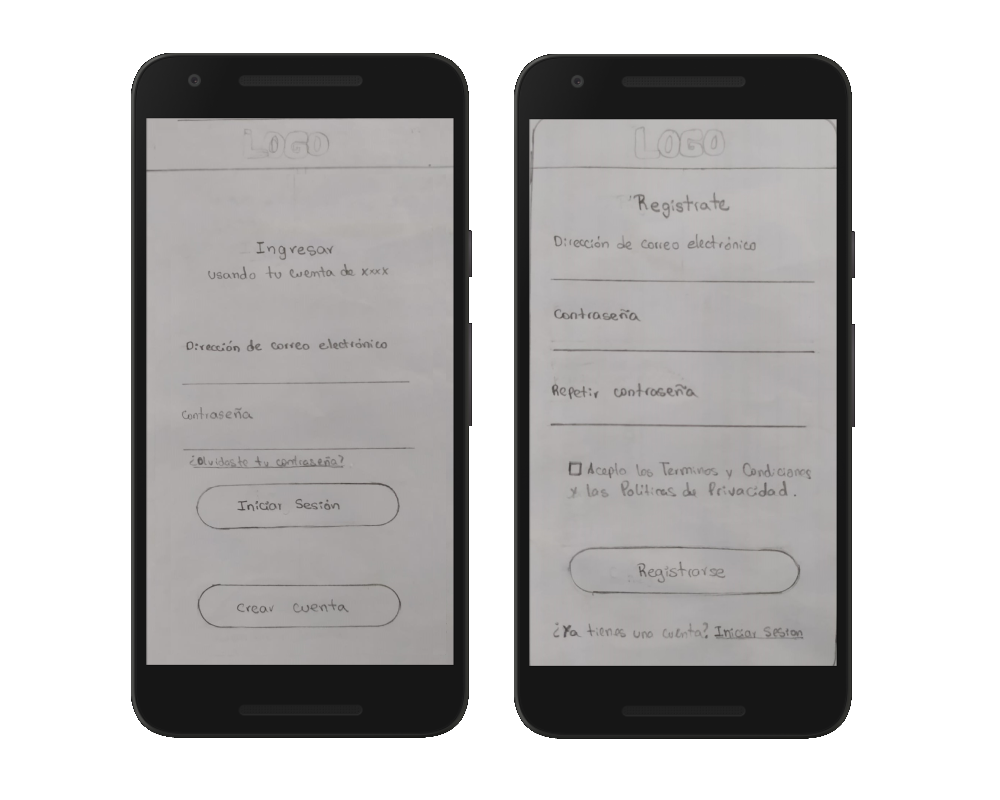 LOGO
Ingresar
usando tu cuenta de xxxx
Dirección de correo electrónico
Contraseña
¿Olvidaste tu contraseña?
Iniciar Sesión
Crear cuenta
LOGO
Registrate
Dirección de correo electrónico
Contraseña
Repetir contraseña
Acepto los Terminos y Condiciones
y las Políticas de Privacidad.
Registrarse
¿Ya tienes una cuenta? Iniciar Sesion